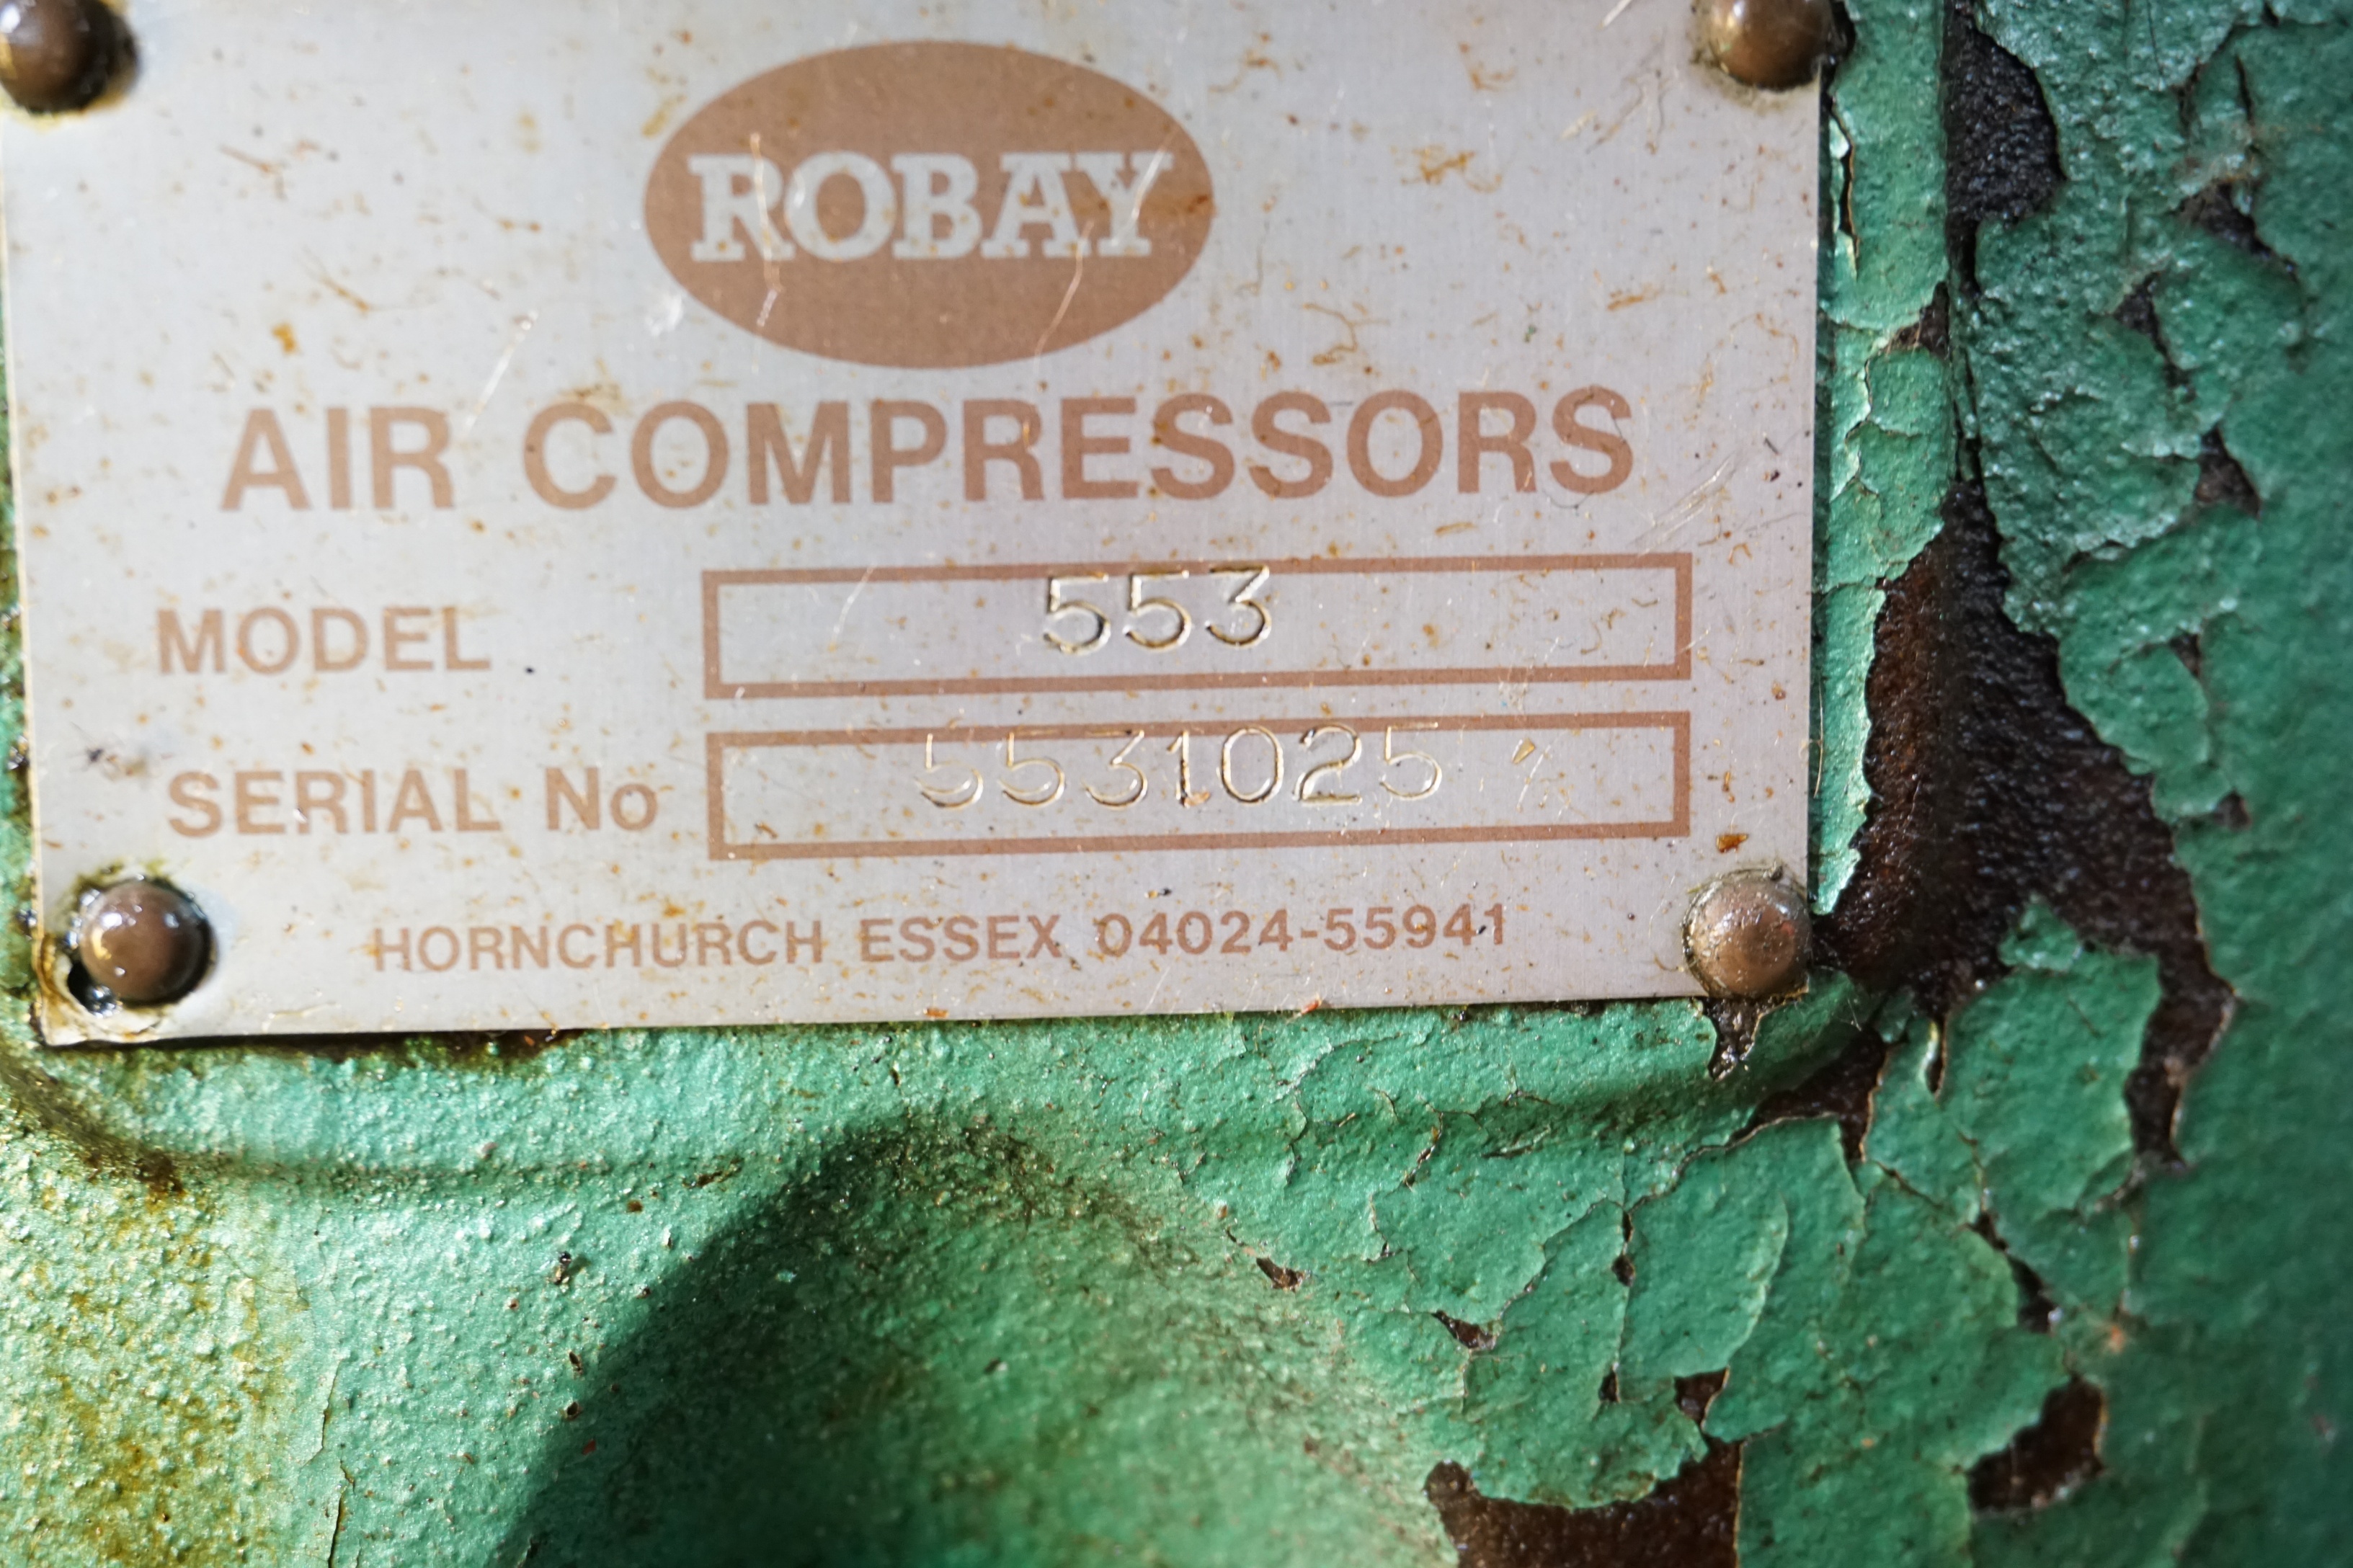 ROBAY
AIR COMPRESSORS
MODEL 553
SERIAL No 5531025
HORNCHURCH ESSEX 04024-55941